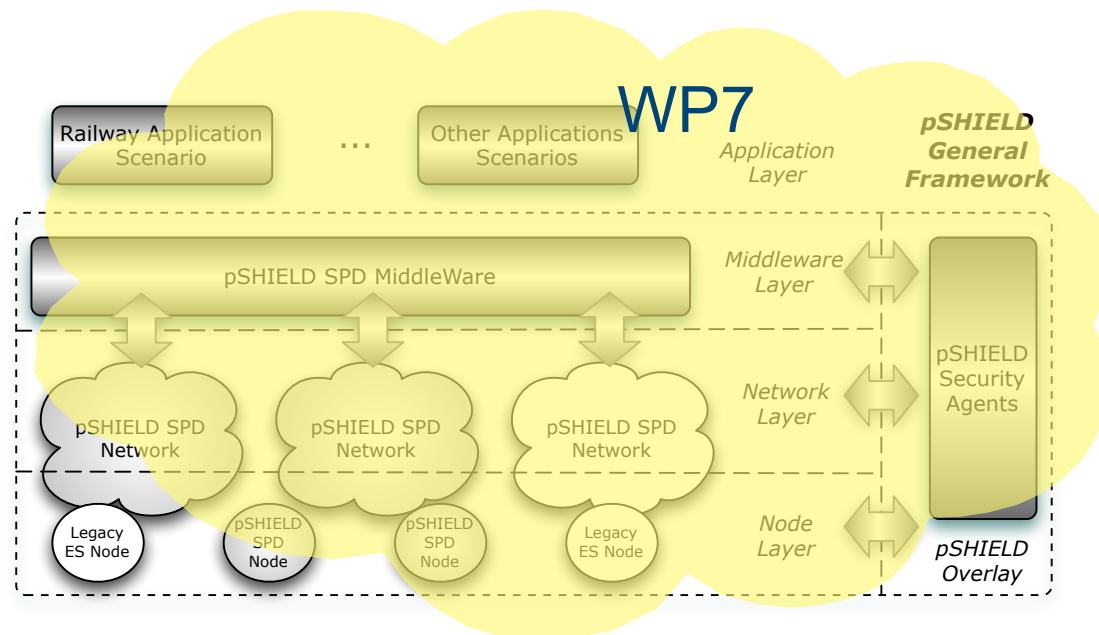 WP7
Railway Application
Scenario
...
Other Applications
Scenarios
Application
Layer
pSHIELD
General
Framework
pSHIELD SPD MiddleWare
Middleware
Layer
pSHIELD
Security
Agents
pSHIELD SPD
Network
pSHIELD SPD
Network
pSHIELD SPD
Network
Network
Layer
Legacy
ES Node
pSHIELD
SPD
Node
pSHIELD
SPD
Node
Legacy
ES Node
Node
Layer
pSHIELD
Overlay